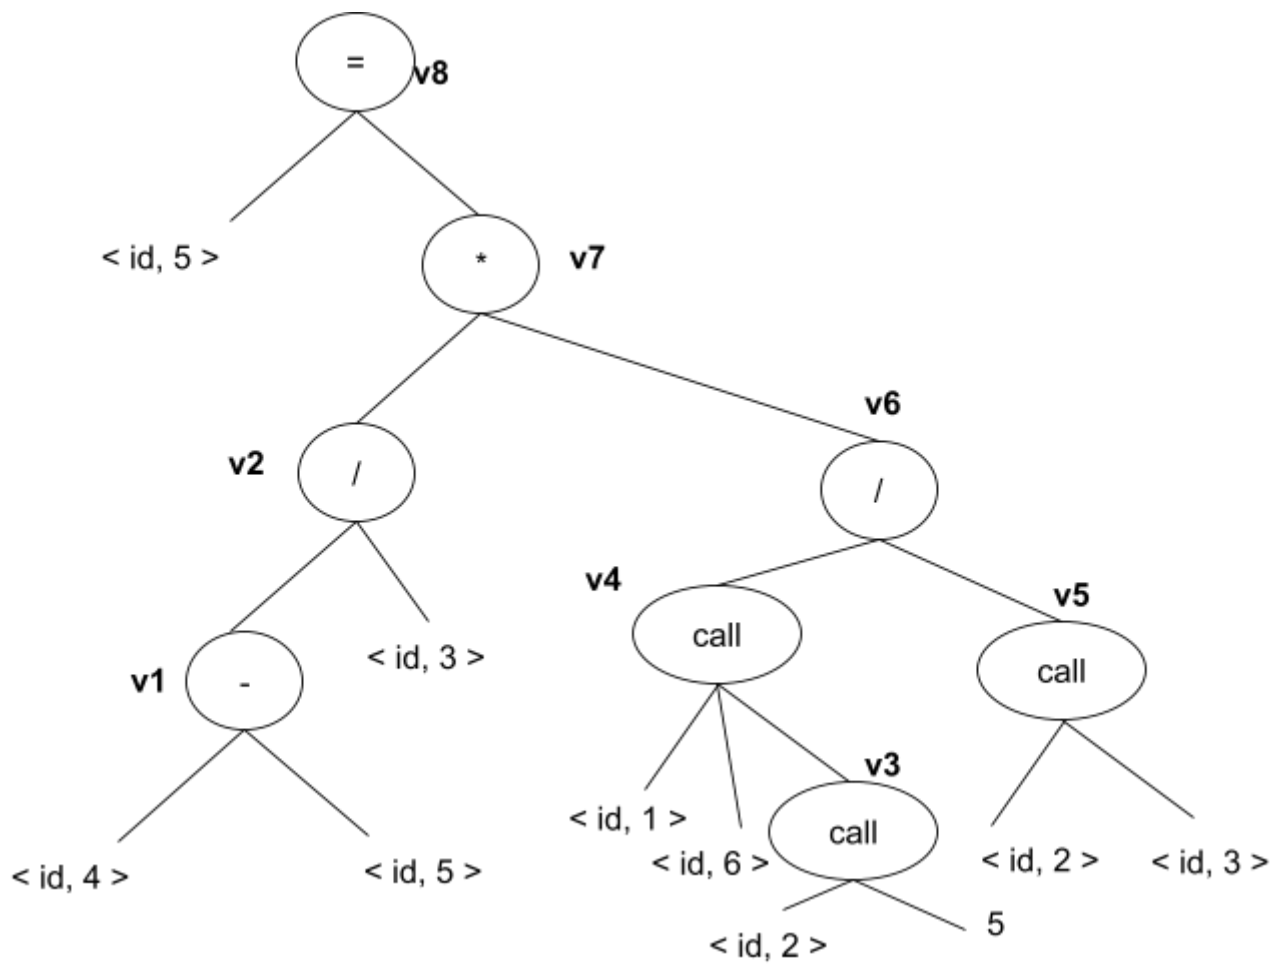 =
v8
< id, 5 >
*
v7
v6
v2
/
/
v4
v5
call
call
< id, 3 >
v1
-
v3
< id, 1 >
call
< id, 6 >
< id, 2 >
< id, 3 >
< id, 4 >
< id, 5 >
5
< id, 2 >